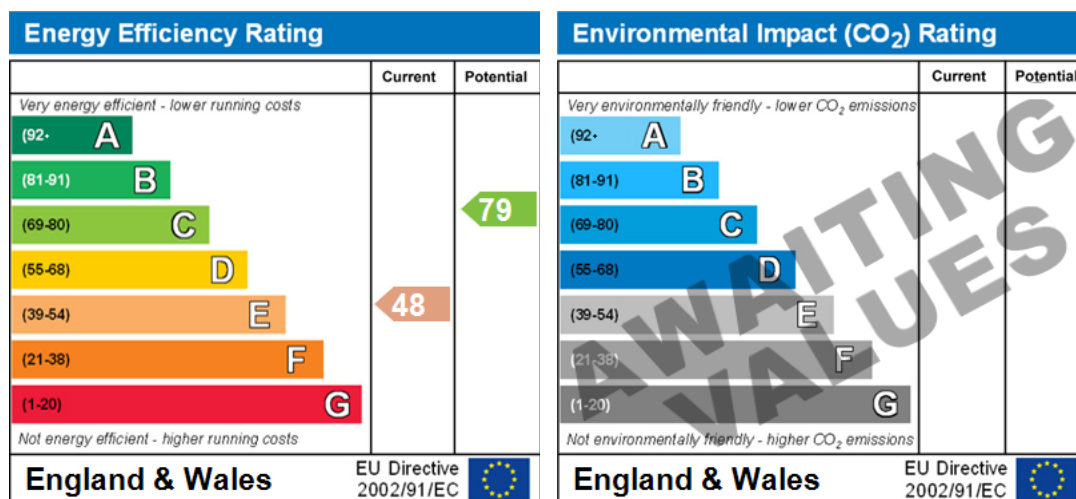 Energy Efficiency Rating
Current Potential
Very energy efficient - lower running costs
(92- A
(81-91) B
(69-80) C
79
(55-68) D
(39-54) E
48
(21-38) F
(1-20) G
Not energy efficient - higher running costs
England & Wales
EU Directive
2002/91/EC
Environmental Impact (CO₂) Rating
Current Potential
Very environmentally friendly - lower CO₂ emissions
(92- A
(81-91) B
(69-80) C
(55-68) D
(39-54) E
(21-38) F
(1-20) G
AWAITING
VALUES
Not environmentally friendly - higher CO₂ emissions
England & Wales
EU Directive
2002/91/EC